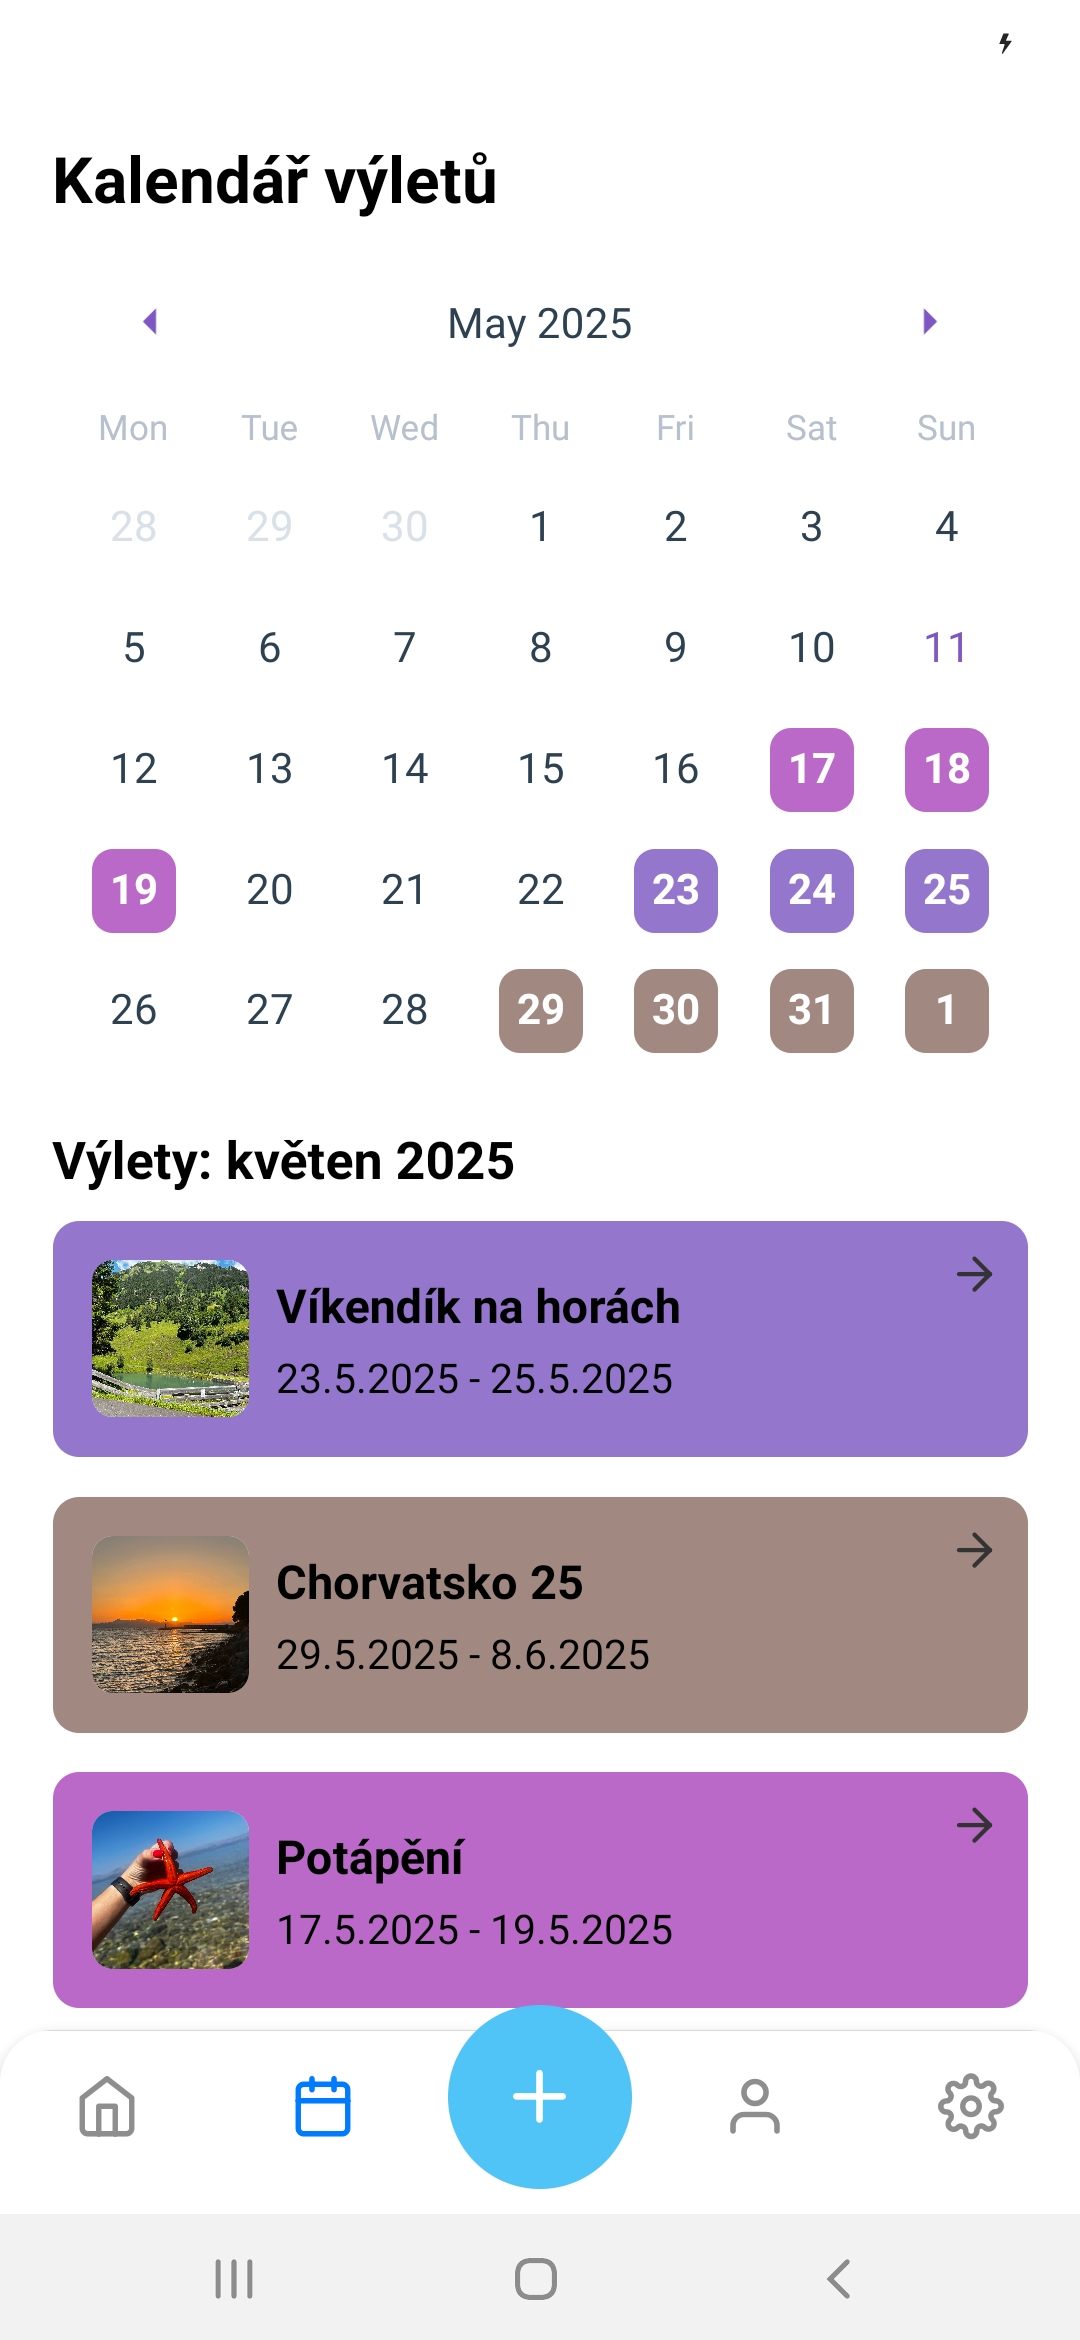 Kalendář výletů
May 2025
Mon Tue Wed Thu Fri Sat Sun
28 29 30 1 2 3 4
5 6 7 8 9 10 11
12 13 14 15 16 17 18
19 20 21 22 23 24 25
26 27 28 29 30 31 1
Výlety: květen 2025
Víkendík na horách
23.5.2025 - 25.5.2025
Chorvatsko 25
29.5.2025 - 8.6.2025
Potápění
17.5.2025 - 19.5.2025